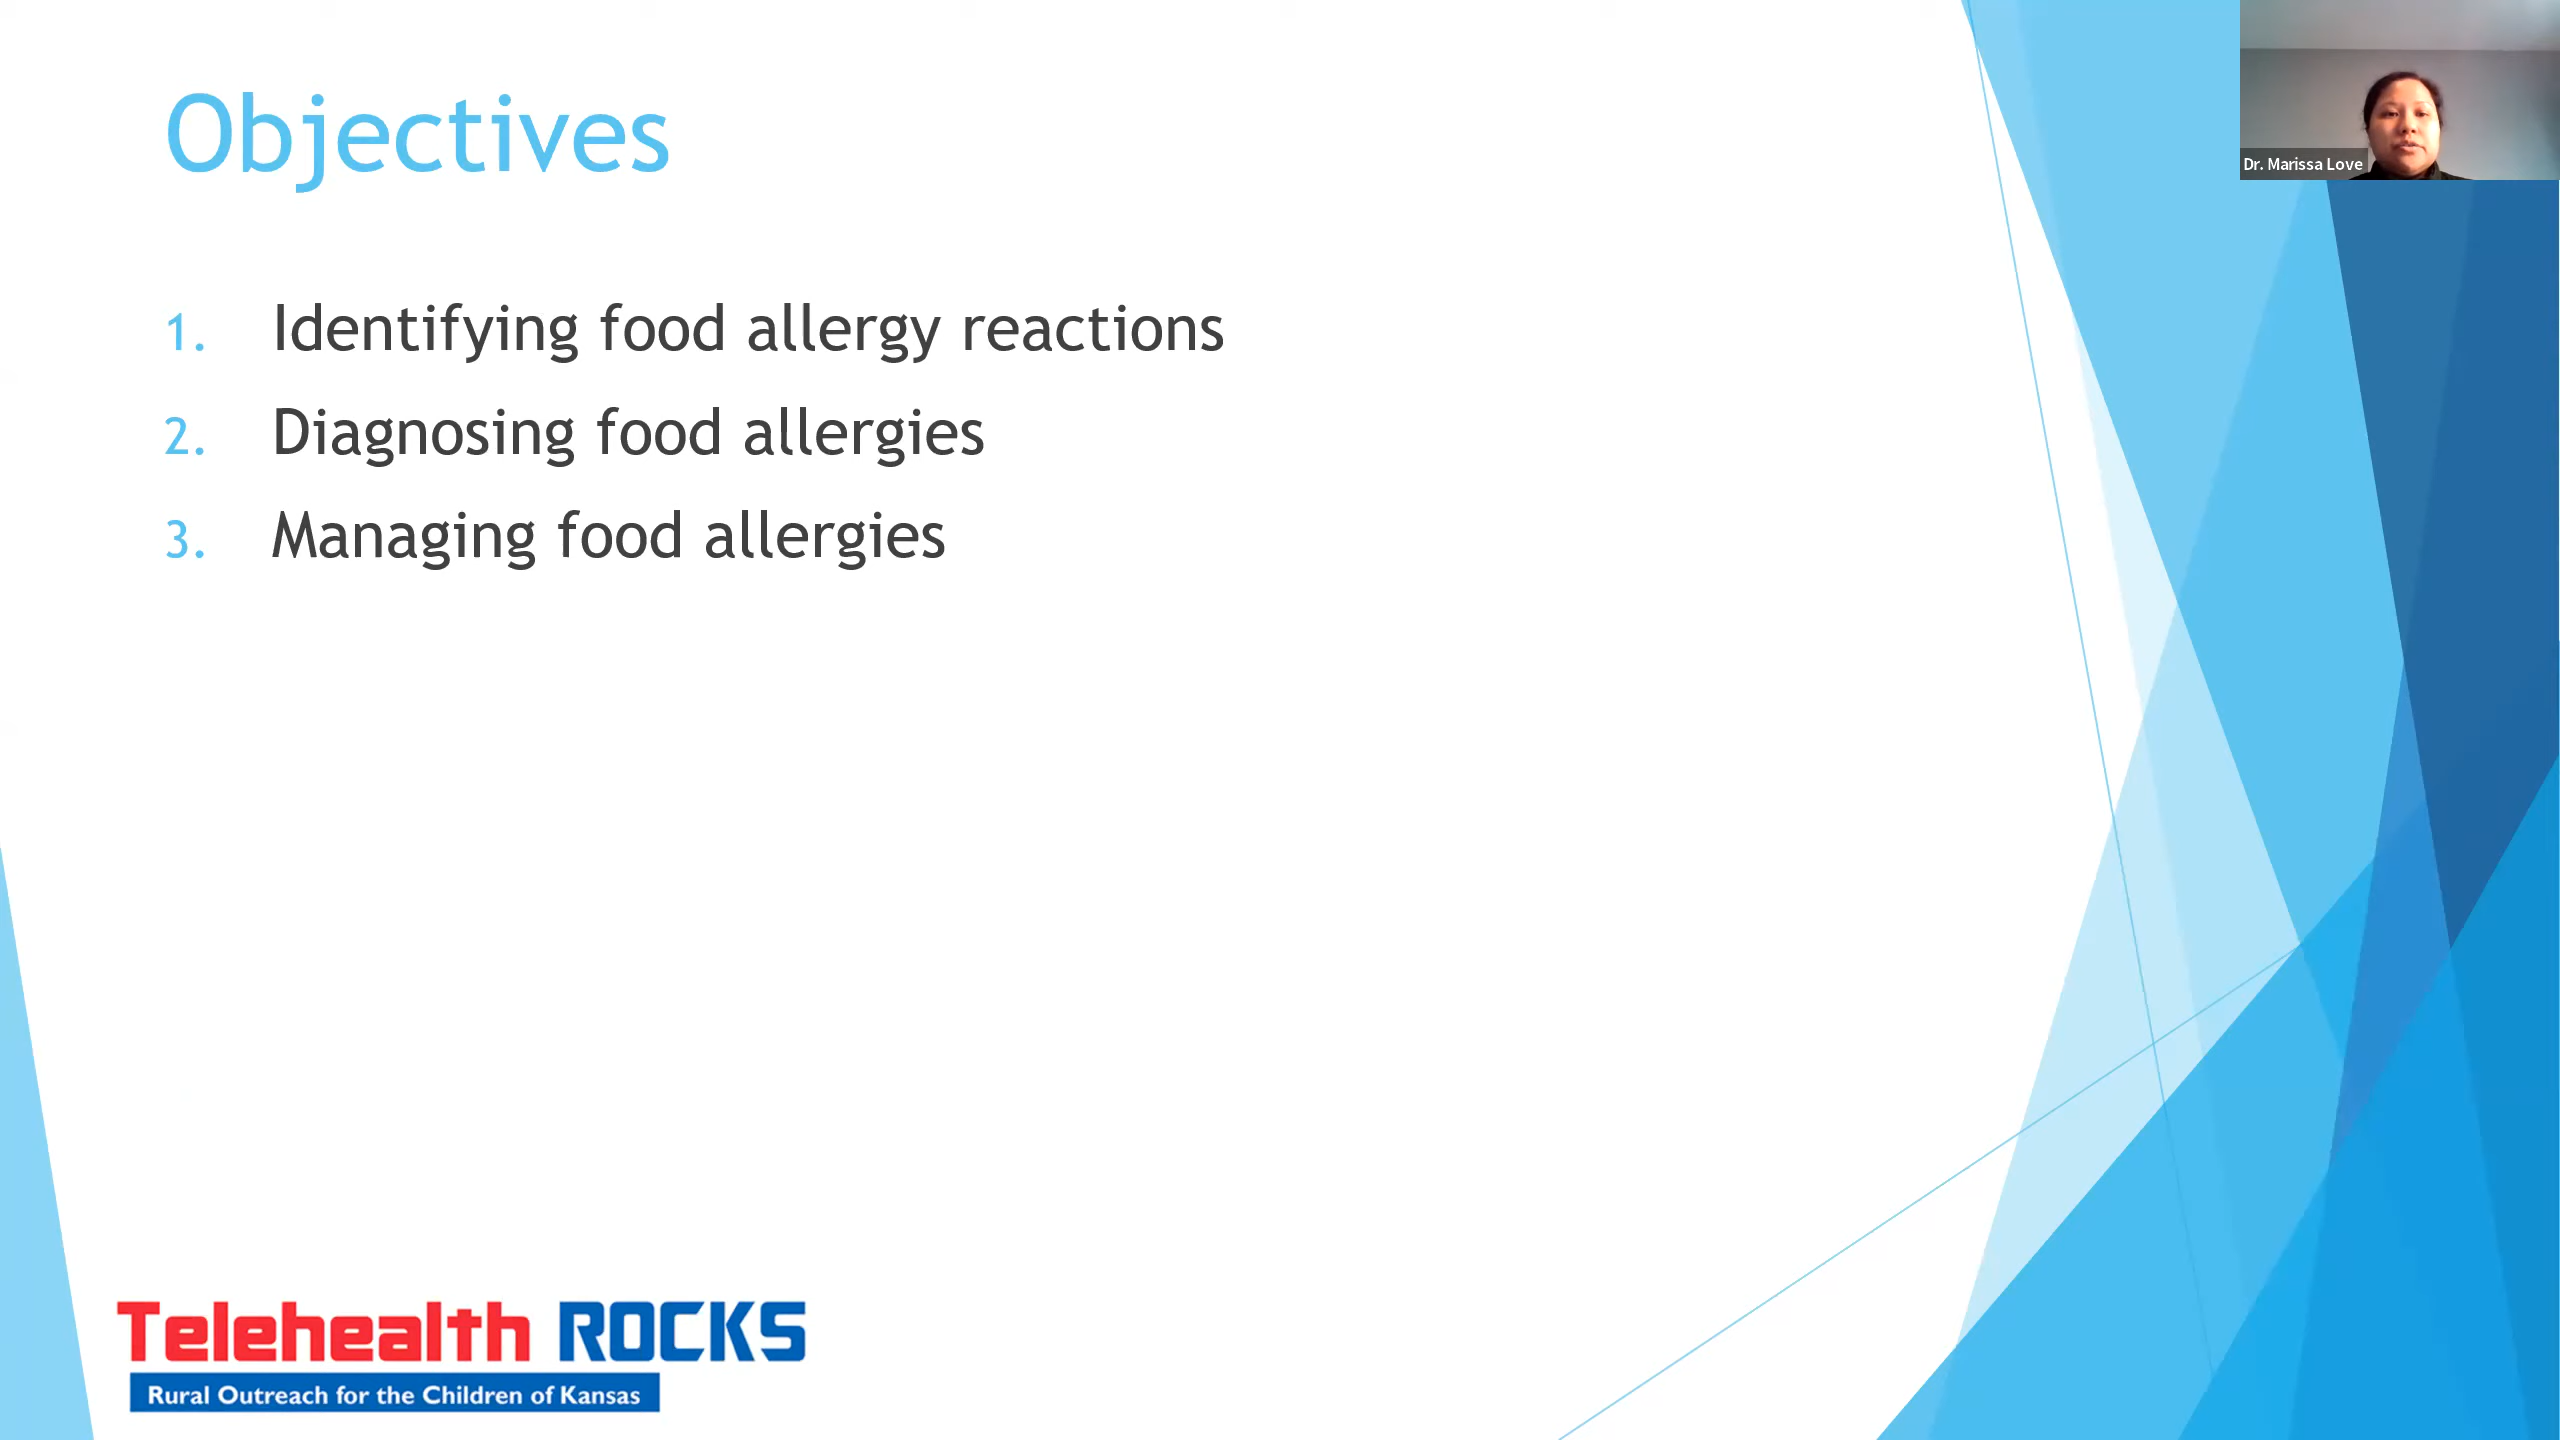 Objectives
1. Identifying food allergy reactions
2. Diagnosing food allergies
3. Managing food allergies
Dr. Marissa Love
Telehealth ROCKS
Rural Outreach for the Children of Kansas